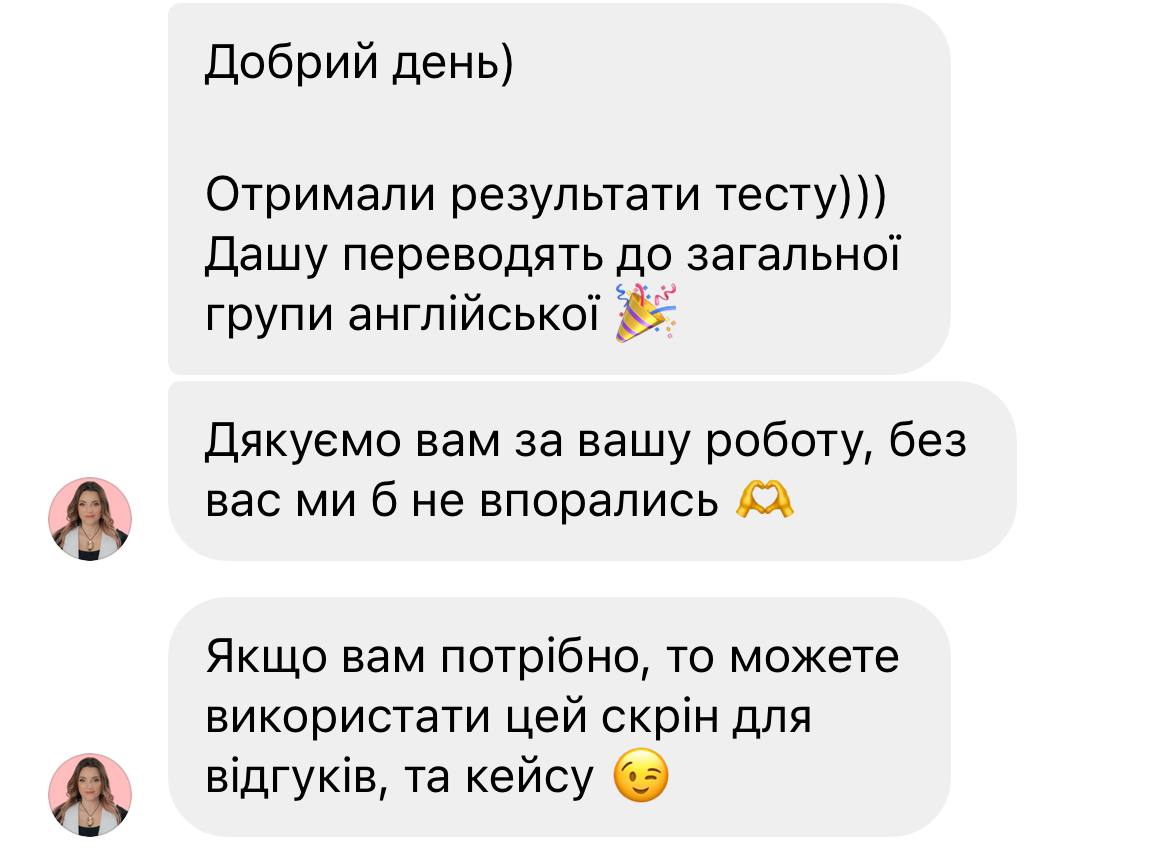 Добрий день)
Отримали результати тесту)))
Дашу переводять до загальної
групи англійської 🎉
Дякуємо вам за вашу роботу, без
вас ми б не впорались 🫶
Якщо вам потрібно, то можете
використати цей скрін для
відгуків, та кейсу 😉